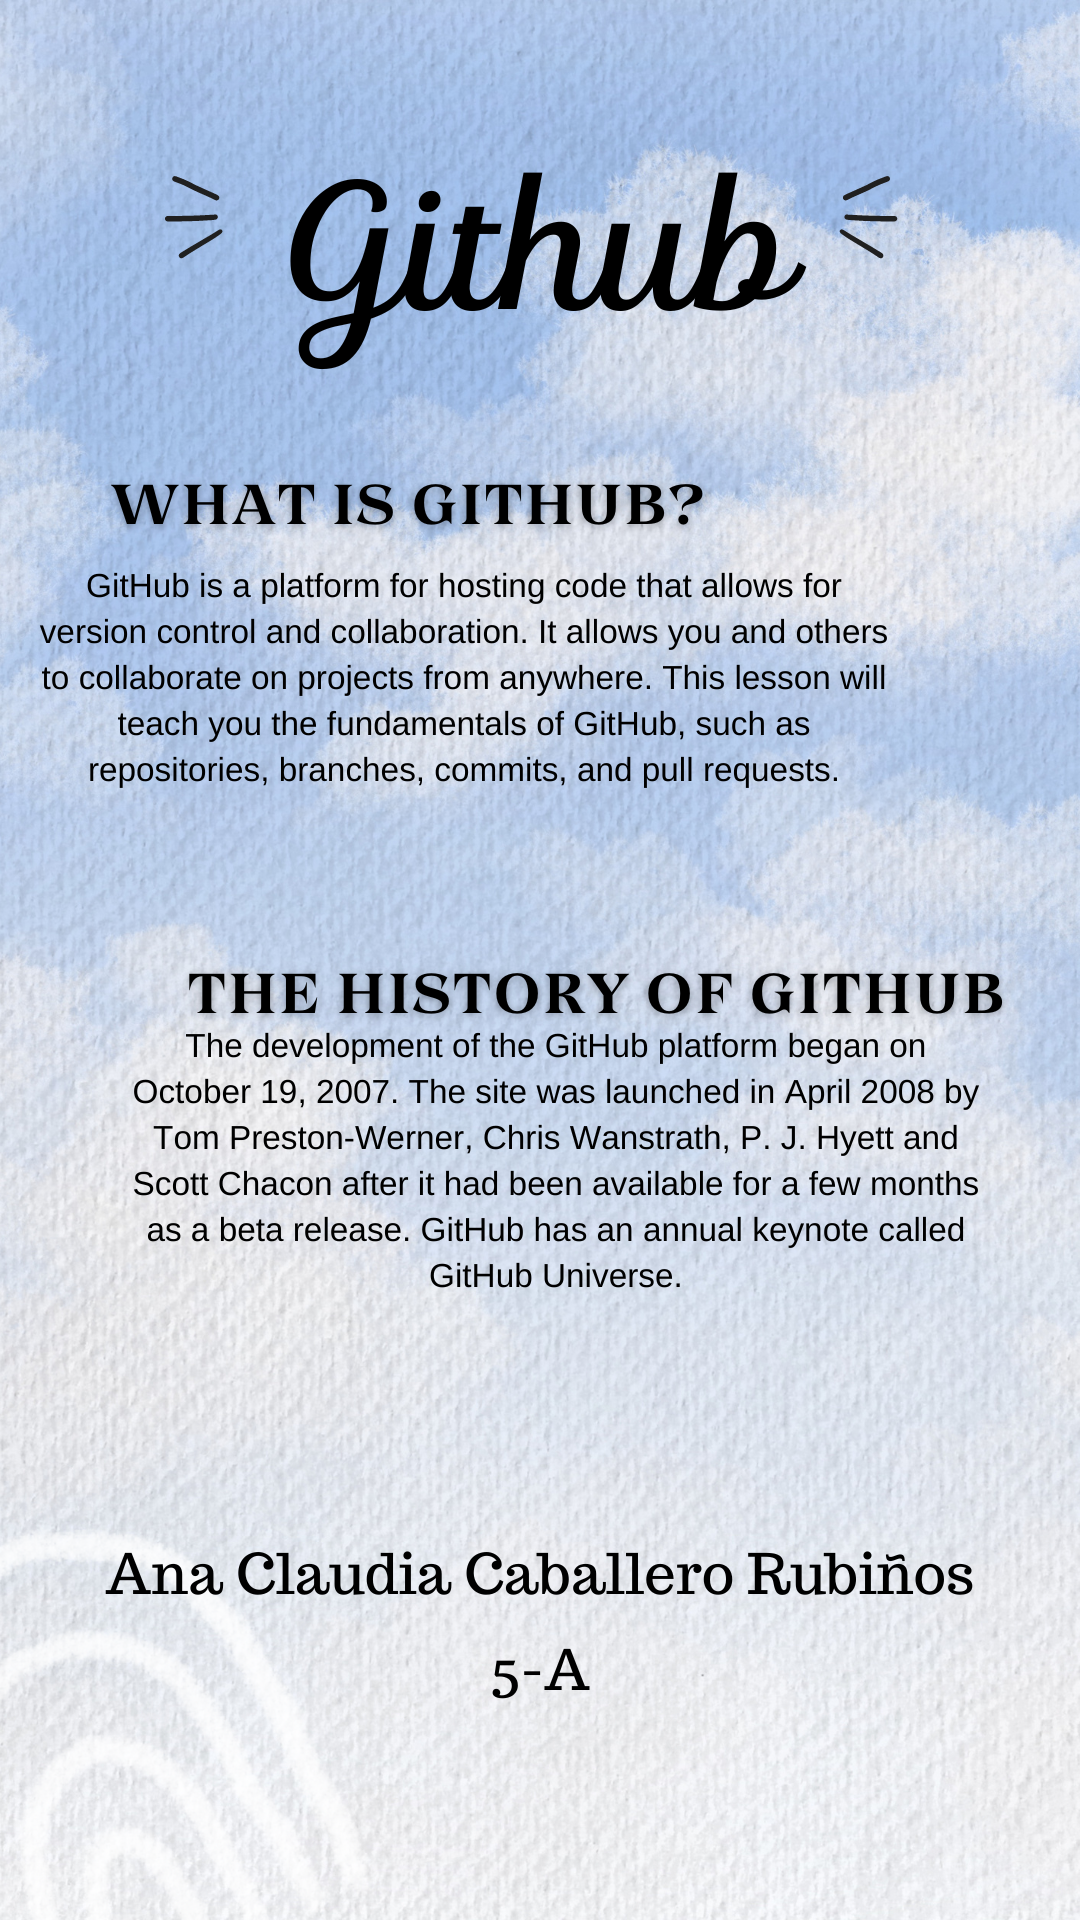 Github
WHAT IS GITHUB?
GitHub is a platform for hosting code that allows for
version control and collaboration. It allows you and others
to collaborate on projects from anywhere. This lesson will
teach you the fundamentals of GitHub, such as
repositories, branches, commits, and pull requests.
THE HISTORY OF GITHUB
The development of the GitHub platform began on
October 19, 2007. The site was launched in April 2008 by
Tom Preston-Werner, Chris Wanstrath, P. J. Hyett and
Scott Chacon after it had been available for a few months
as a beta release. GitHub has an annual keynote called
GitHub Universe.
Ana Claudia Caballero Rubiños
5-A